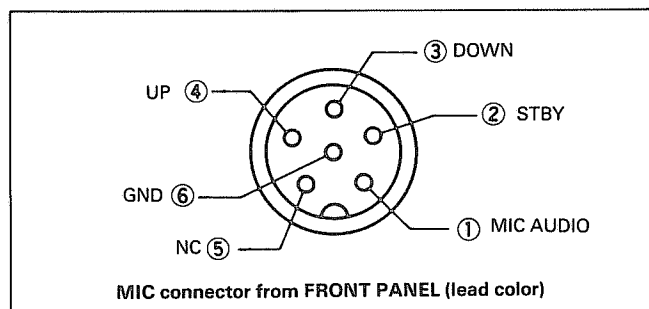 ③ DOWN
UP ④
② STBY
GND ⑥
NC ⑤
① MIC AUDIO
MIC connector from FRONT PANEL (lead color)